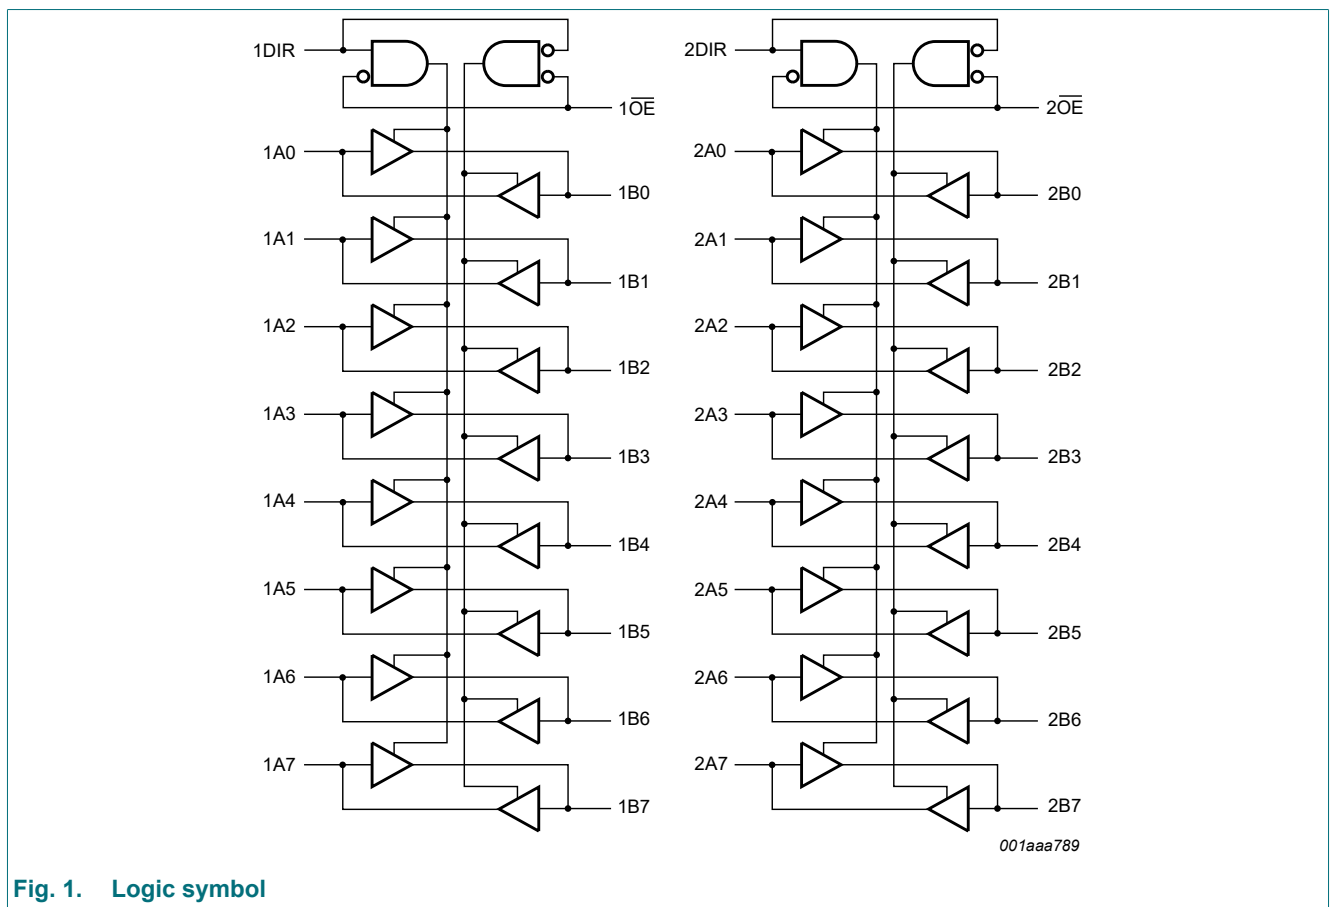 1DIR
1O̅E̅
1A0
1B0
1A1
1B1
1A2
1B2
1A3
1B3
1A4
1B4
1A5
1B5
1A6
1B6
1A7
1B7
2DIR
2O̅E̅
2A0
2B0
2A1
2B1
2A2
2B2
2A3
2B3
2A4
2B4
2A5
2B5
2A6
2B6
2A7
2B7
001aaa789
Fig. 1. Logic symbol